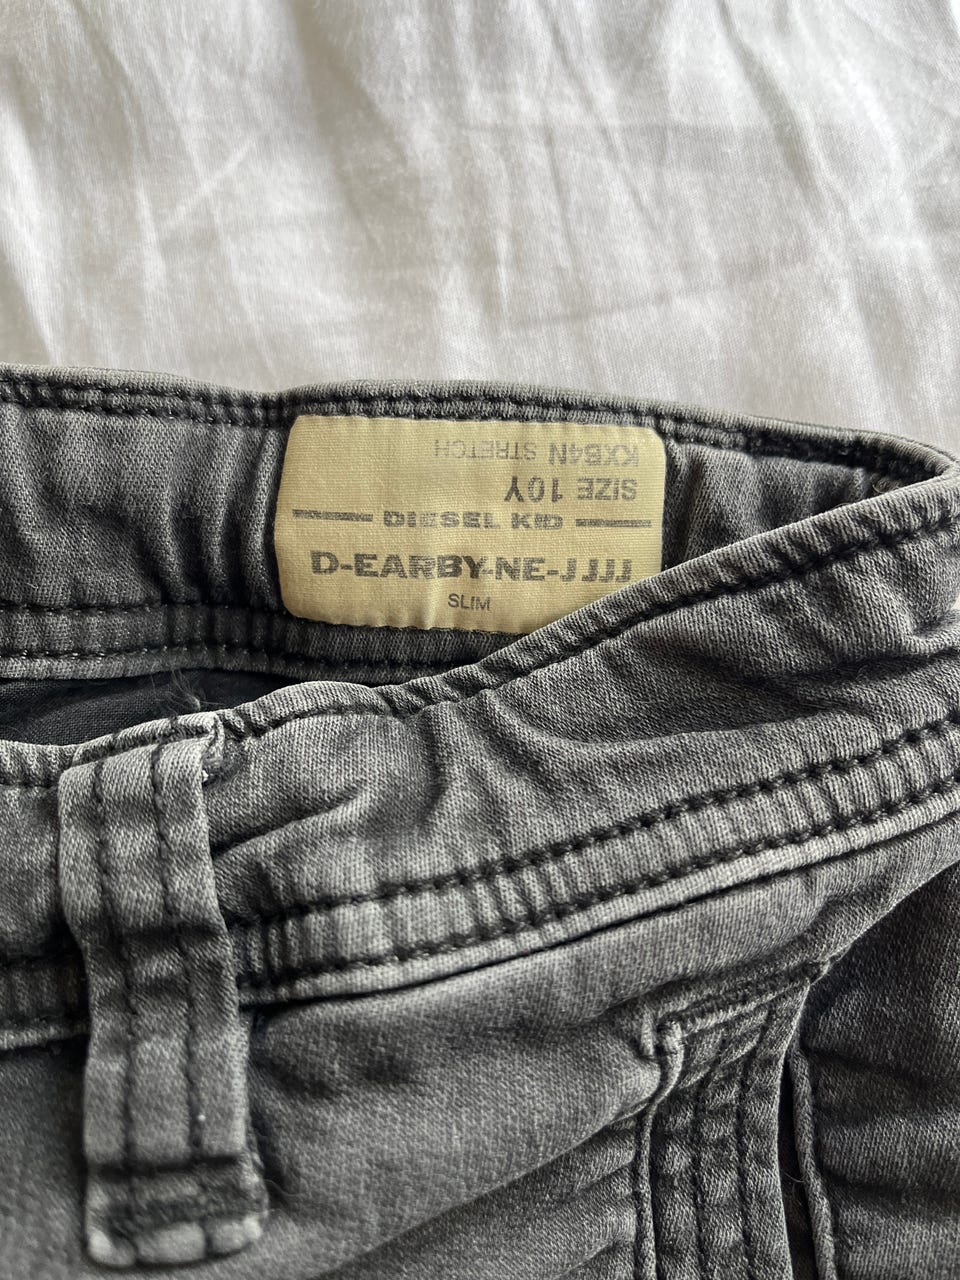 KXB4N STRETCH
SIZE 10Y
DIESEL KID
D-EARBY-NE-J JJJ
SLIM